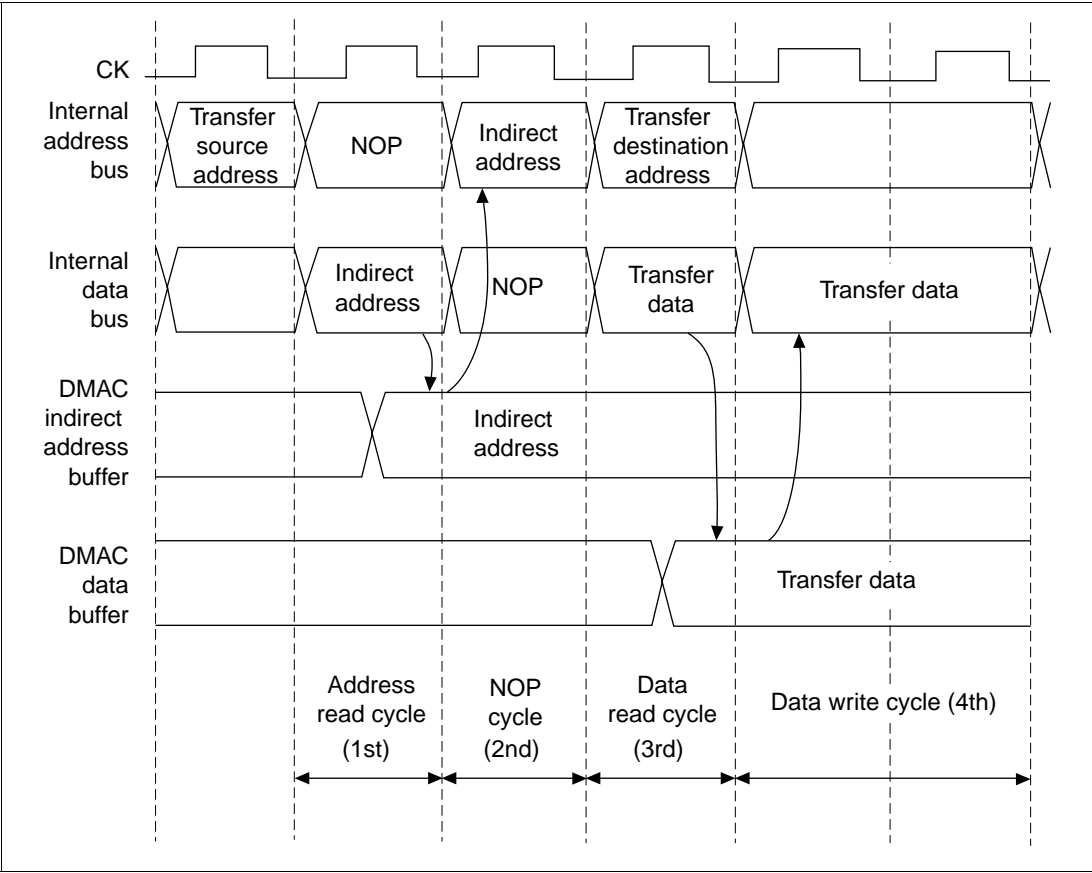 CK
Internal
address
bus
Transfer
source
address
NOP
Indirect
address
Transfer
destination
address
Internal
data
bus
Indirect
address
NOP
Transfer
data
Transfer data
DMAC
indirect
address
buffer
Indirect
address
DMAC
data
buffer
Transfer data
Address
read cycle
(1st)
NOP
cycle
(2nd)
Data
read cycle
(3rd)
Data write cycle (4th)